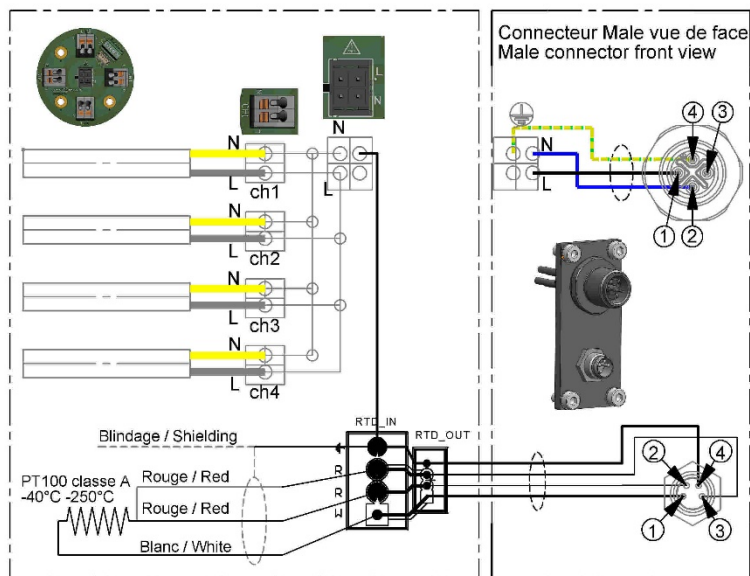 Connecteur Male vue de face
Male connector front view
L
N
N
N
L
ch1
L
N
L
ch2
N
L
ch3
N
L
ch4
N
L
4
3
1
2
RTD_IN
RTD_OUT
Blindage / Shielding
Rouge / Red
R
PT100 classe A
-40°C -250°C
Rouge / Red
R
Blanc / White
W
2
4
1
3